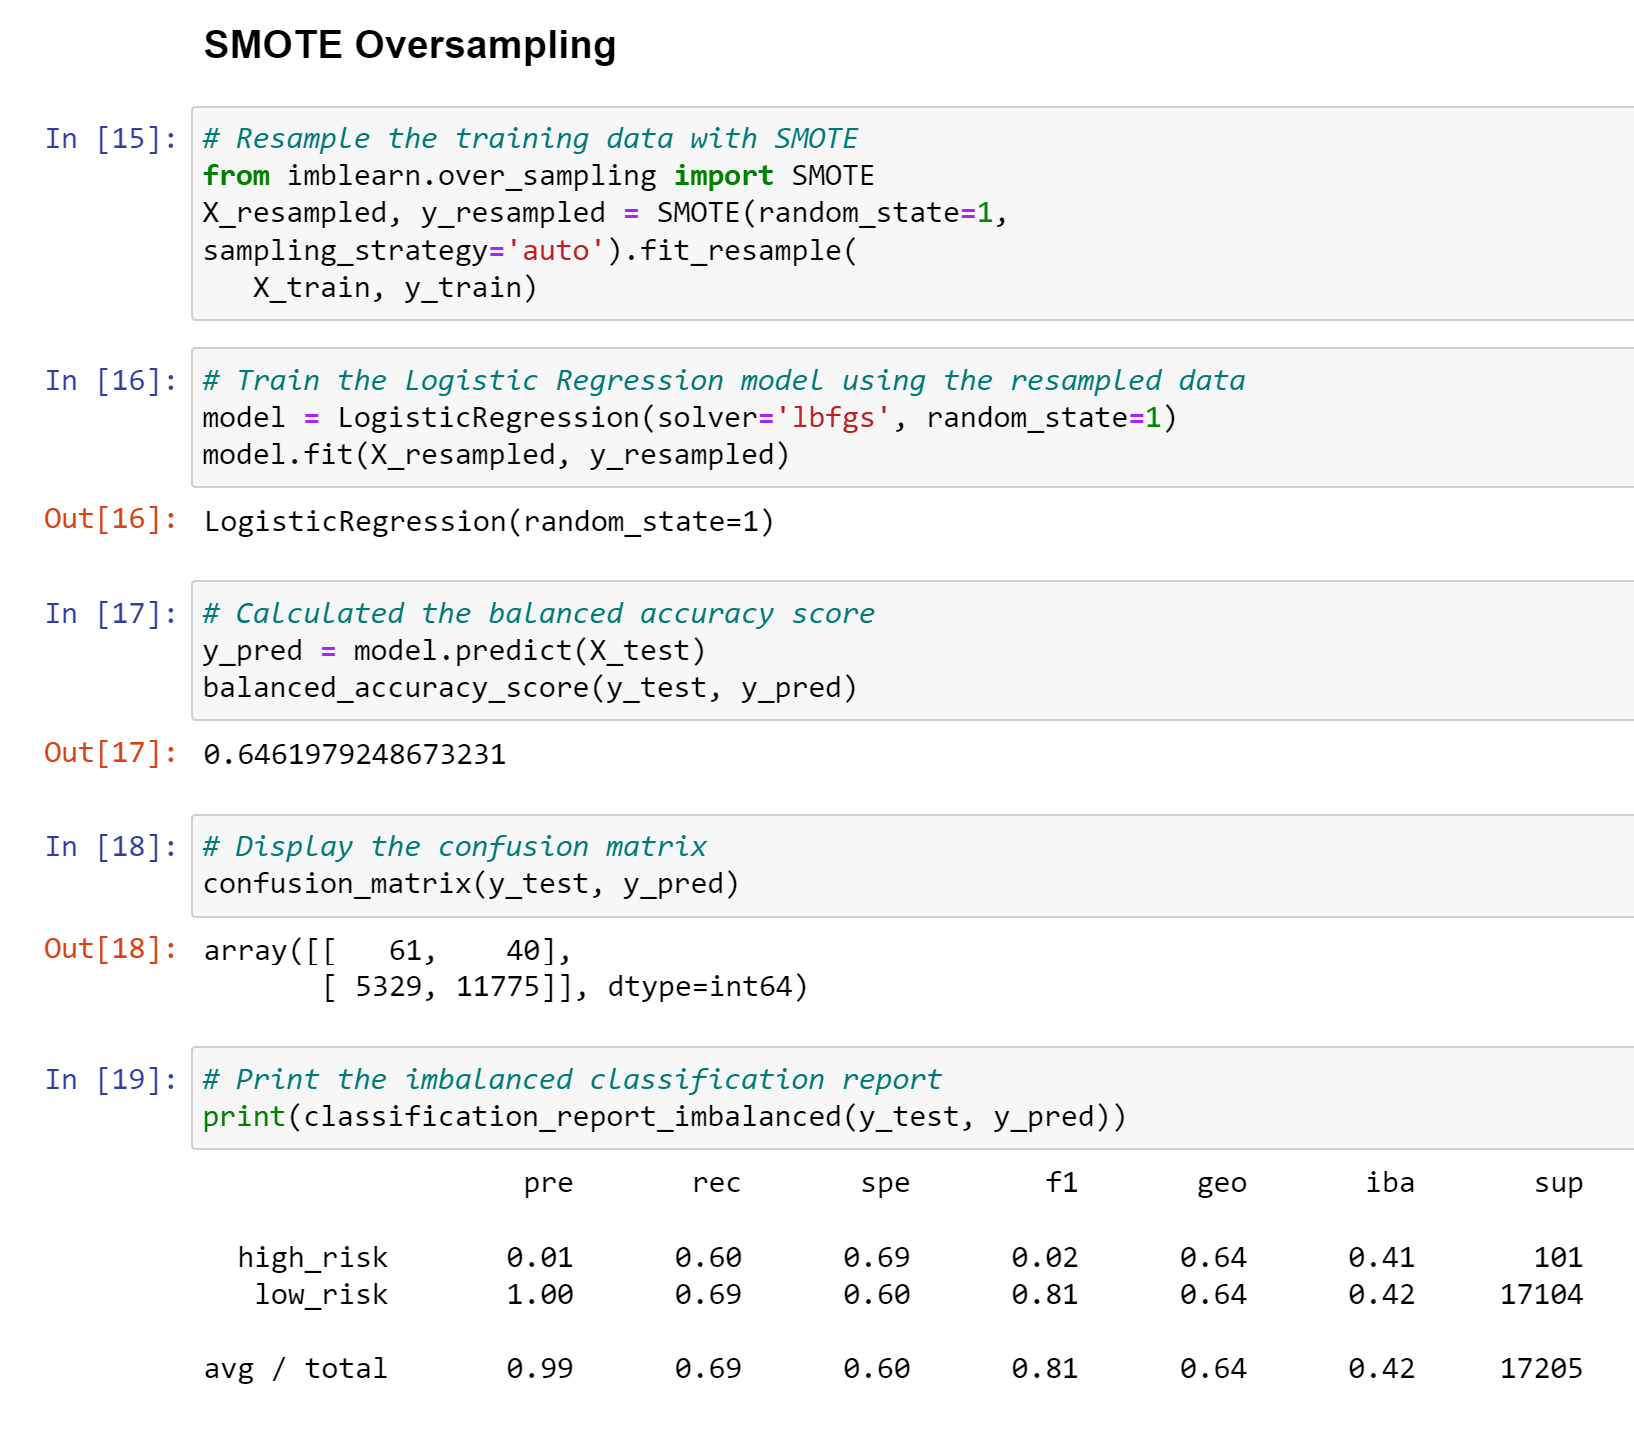 SMOTE Oversampling
In [15]: # Resample the training data with SMOTE
from imblearn.over_sampling import SMOTE
X_resampled, y_resampled = SMOTE(random_state=1,
sampling_strategy='auto').fit_resample(
   X_train, y_train)
In [16]: # Train the Logistic Regression model using the resampled data
model = LogisticRegression(solver='lbfgs', random_state=1)
model.fit(X_resampled, y_resampled)
Out[16]: LogisticRegression(random_state=1)
In [17]: # Calculated the balanced accuracy score
y_pred = model.predict(X_test)
balanced_accuracy_score(y_test, y_pred)
Out[17]: 0.6461979248673231
In [18]: # Display the confusion matrix
confusion_matrix(y_test, y_pred)
Out[18]: array([[   61,    40],
       [ 5329, 11775]], dtype=int64)
In [19]: # Print the imbalanced classification report
print(classification_report_imbalanced(y_test, y_pred))
                   pre       rec       spe        f1       geo       iba       sup
  high_risk       0.01      0.60      0.69      0.02      0.64      0.41       101
   low_risk       1.00      0.69      0.60      0.81      0.64      0.42     17104
avg / total       0.99      0.69      0.60      0.81      0.64      0.42     17205